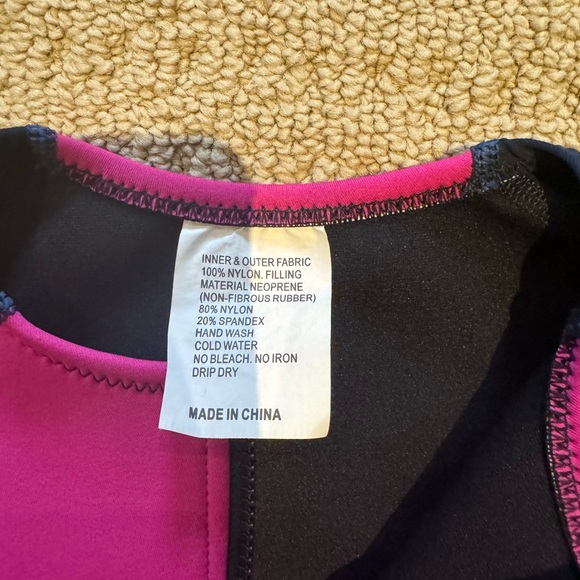 INNER & OUTER FABRIC
100% NYLON. FILLING
MATERIAL NEOPRENE
(NON-FIBROUS RUBBER)
80% NYLON
20% SPANDEX
HAND WASH
COLD WATER
NO BLEACH. NO IRON
DRIP DRY
MADE IN CHINA